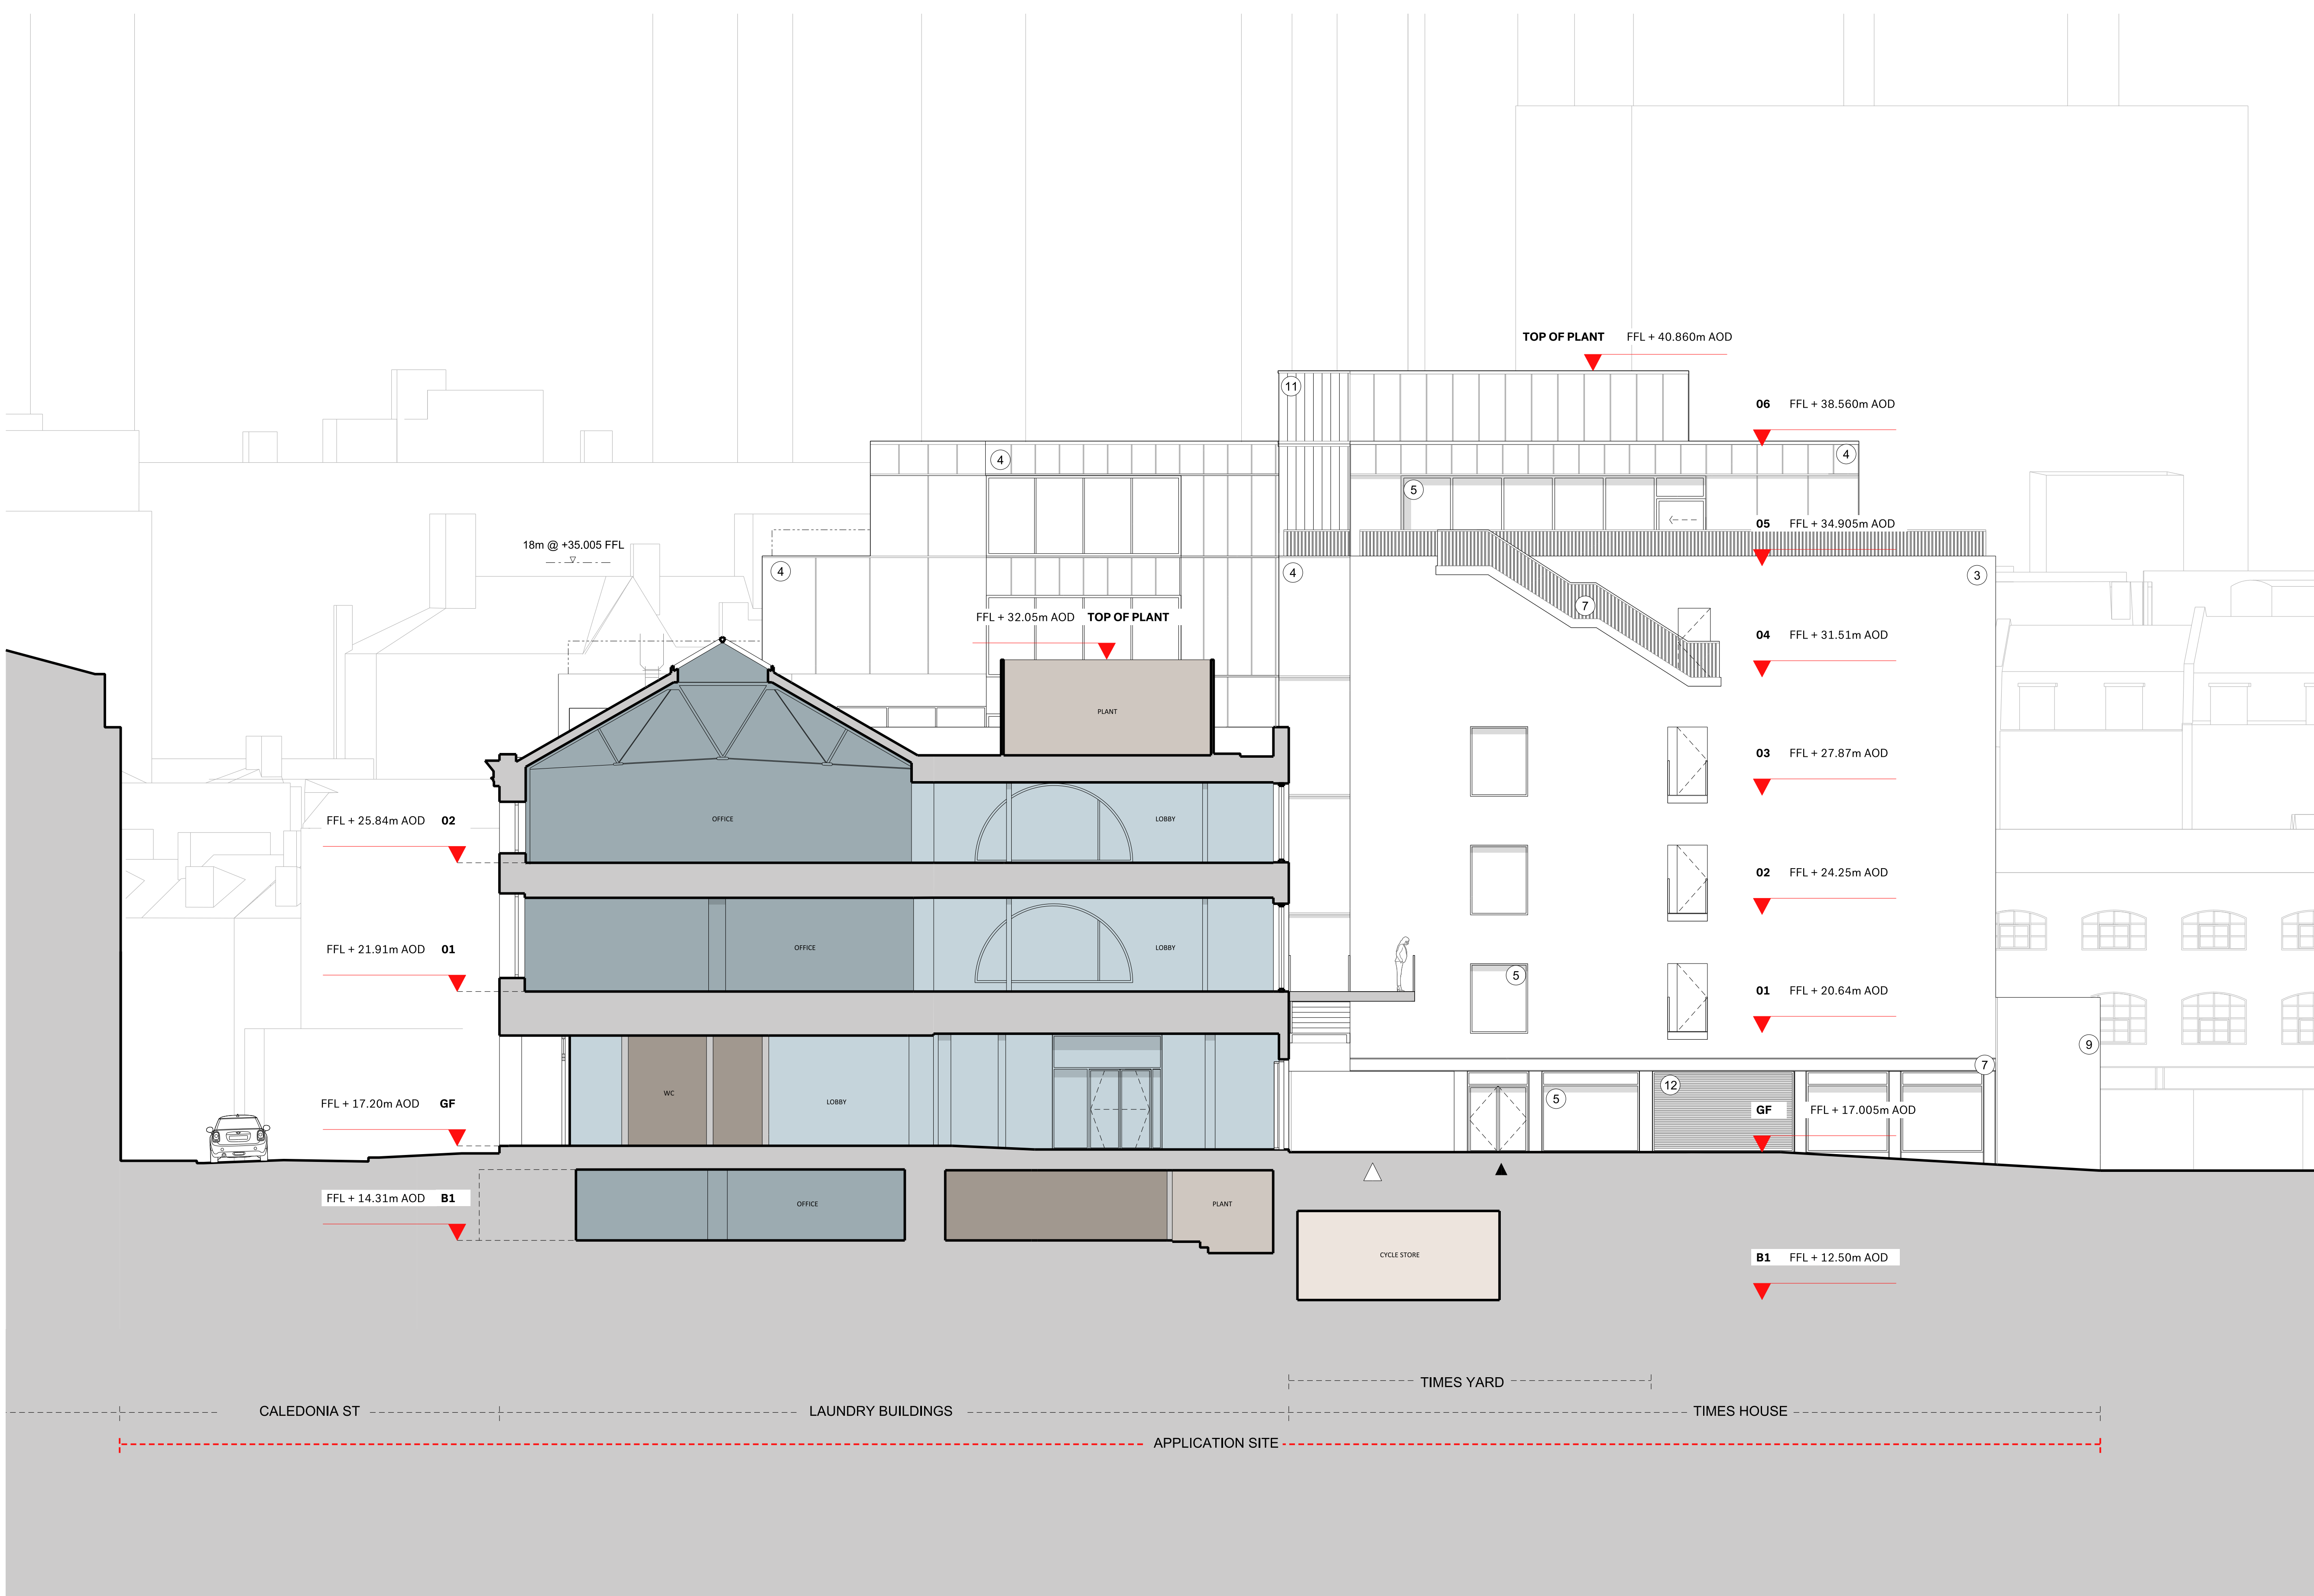 TOP OF PLANT FFL + 40.860m AOD
11
06 FFL + 38.560m AOD
4
4
5
05 FFL + 34.905m AOD
18m @ +35.005 FFL
4
4
3
7
FFL + 32.05m AOD TOP OF PLANT
04 FFL + 31.51m AOD
PLANT
03 FFL + 27.87m AOD
FFL + 25.84m AOD 02
OFFICE
LOBBY
02 FFL + 24.25m AOD
FFL + 21.91m AOD 01
OFFICE
LOBBY
5
01 FFL + 20.64m AOD
9
7
12
5
WC
LOBBY
FFL + 17.20m AOD GF
GF FFL + 17.005m AOD
FFL + 14.31m AOD B1
OFFICE
PLANT
CYCLE STORE
B1 FFL + 12.50m AOD
TIMES YARD
CALEDONIA ST
LAUNDRY BUILDINGS
TIMES HOUSE
APPLICATION SITE